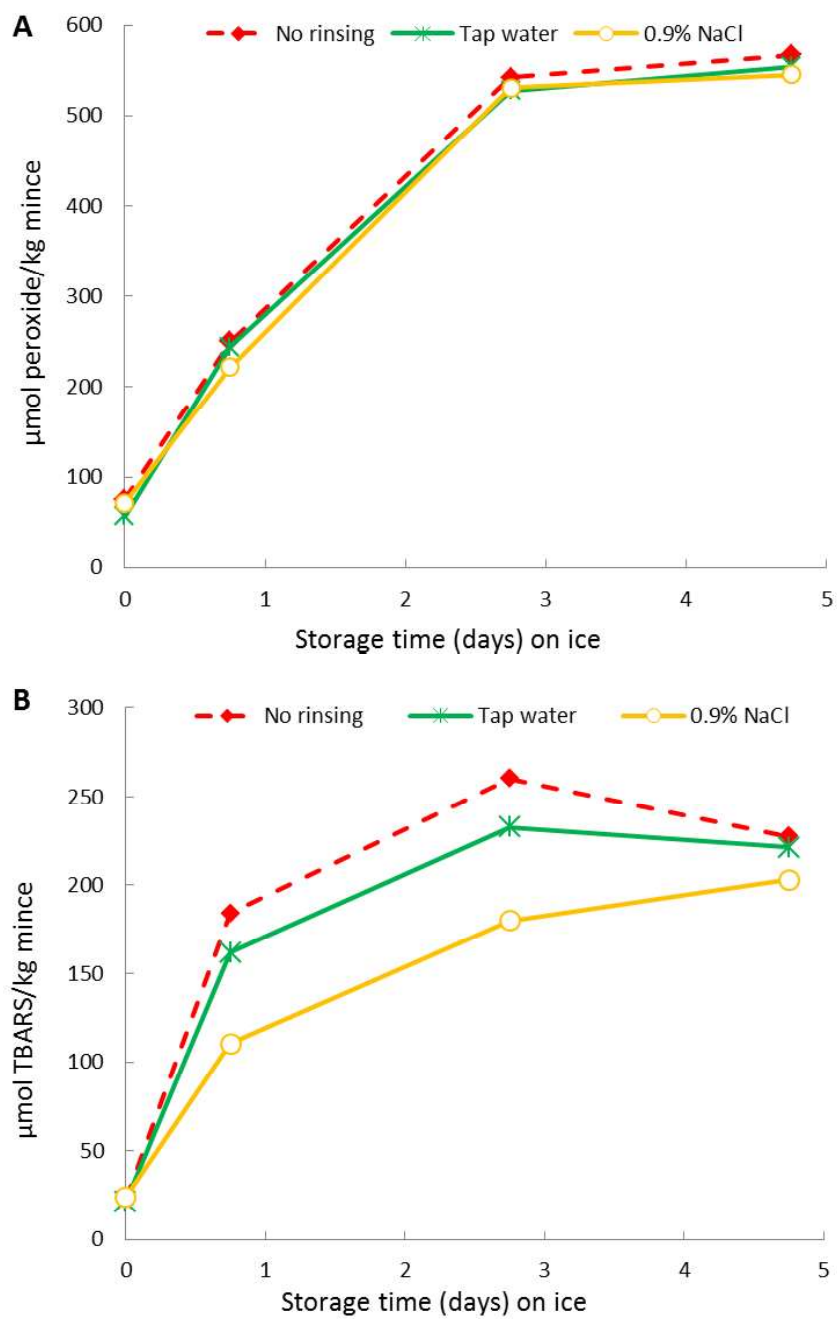 A
No rinsing Tap water 0.9% NaCl
600
500
400
300
200
100
0
µmol peroxide/kg mince
0 1 2 3 4 5
Storage time (days) on ice
B
No rinsing Tap water 0.9% NaCl
300
250
200
150
100
50
0
µmol TBARS/kg mince
0 1 2 3 4 5
Storage time (days) on ice